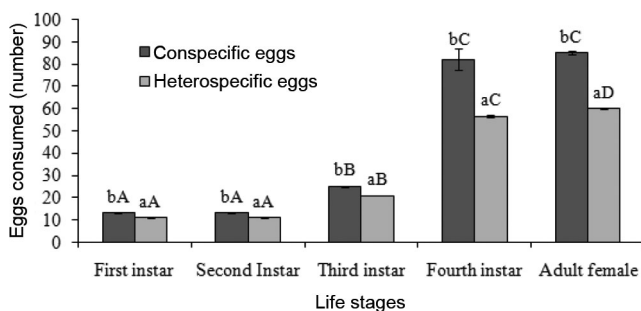 Eggs consumed (number)
100
90
80
70
60
50
40
30
20
10
0
Conspecific eggs
Heterospecific eggs
bA
aA
bA
aA
bB
aB
bC
aC
bC
aD
First instar
Second Instar
Third instar
Fourth instar
Adult female
Life stages